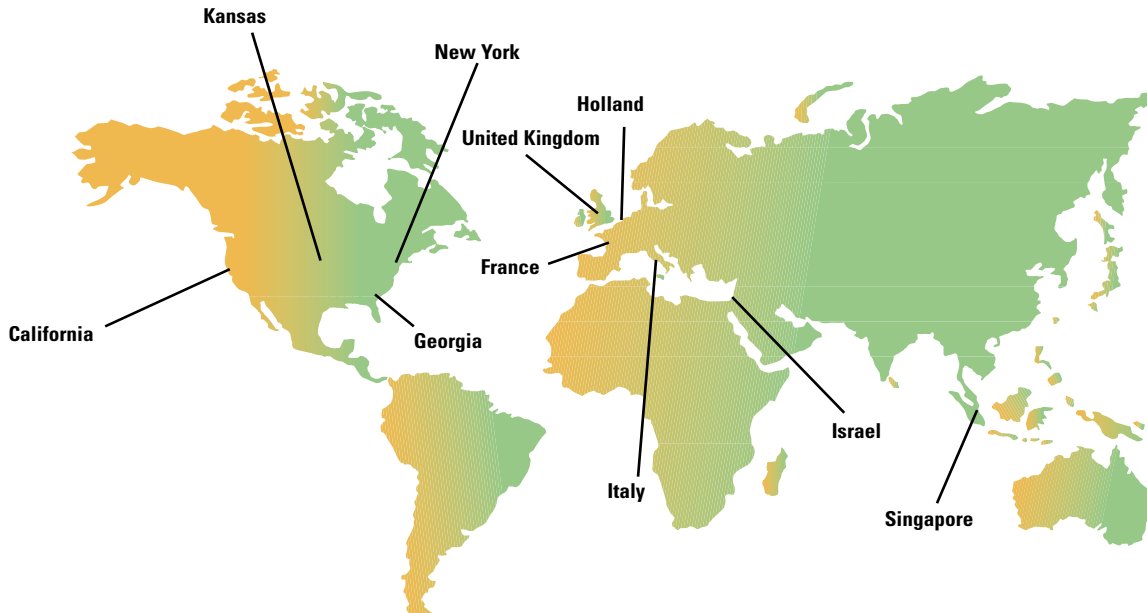 Kansas
New York
Holland
United Kingdom
France
California
Georgia
Israel
Italy
Singapore